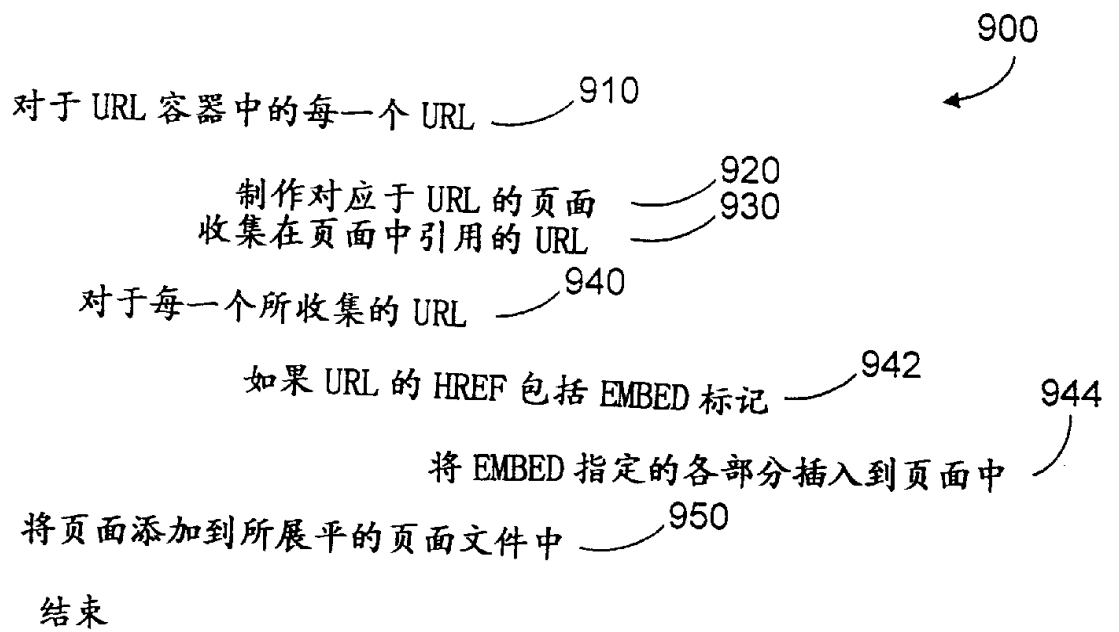 900
对于 URL 容器中的每一个 URL 910
制作对应于 URL 的页面 920
收集在页面中引用的 URL 930
对于每一个所收集的 URL 940
如果 URL 的 HREF 包括 EMBED 标记 942
将 EMBED 指定的各部分插入到页面中 944
将页面添加到所展平的页面文件中 950
结束